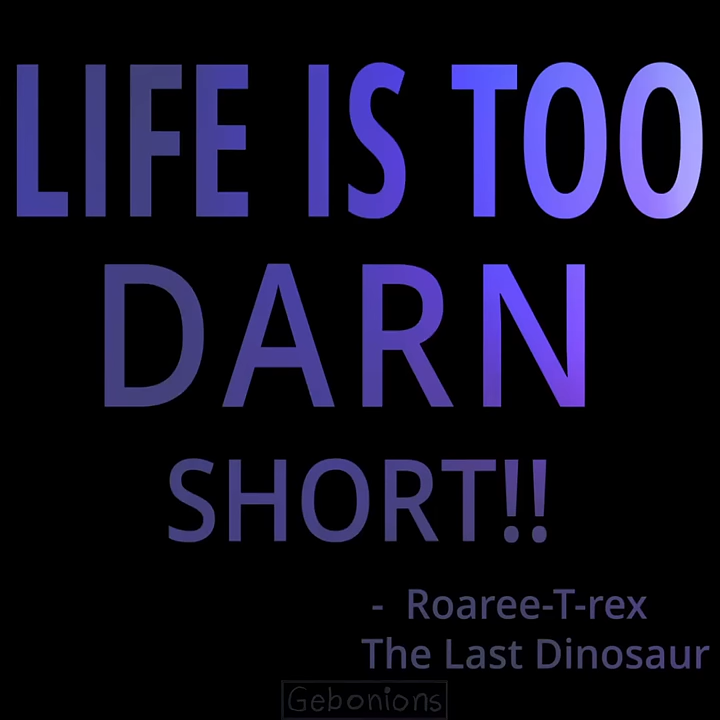 LIFE IS TOO
DARN
SHORT!!
- Roaree-T-rex
The Last Dinosaur
Gebonions